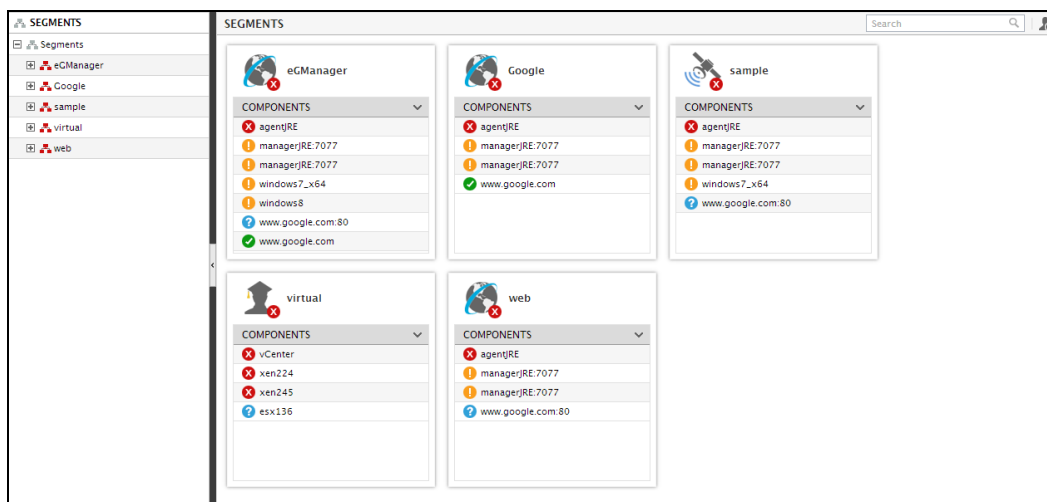 SEGMENTS
Segments
eGManager
Google
sample
virtual
web
SEGMENTS
Search
eGManager
COMPONENTS
agentJRE
managerJRE:7077
managerJRE:7077
windows7_x64
windows8
www.google.com:80
www.google.com
Google
COMPONENTS
agentJRE
managerJRE:7077
managerJRE:7077
www.google.com
sample
COMPONENTS
agentJRE
managerJRE:7077
managerJRE:7077
windows7_x64
www.google.com:80
virtual
COMPONENTS
vCenter
xen224
xen245
esx136
web
COMPONENTS
agentJRE
managerJRE:7077
managerJRE:7077
www.google.com:80